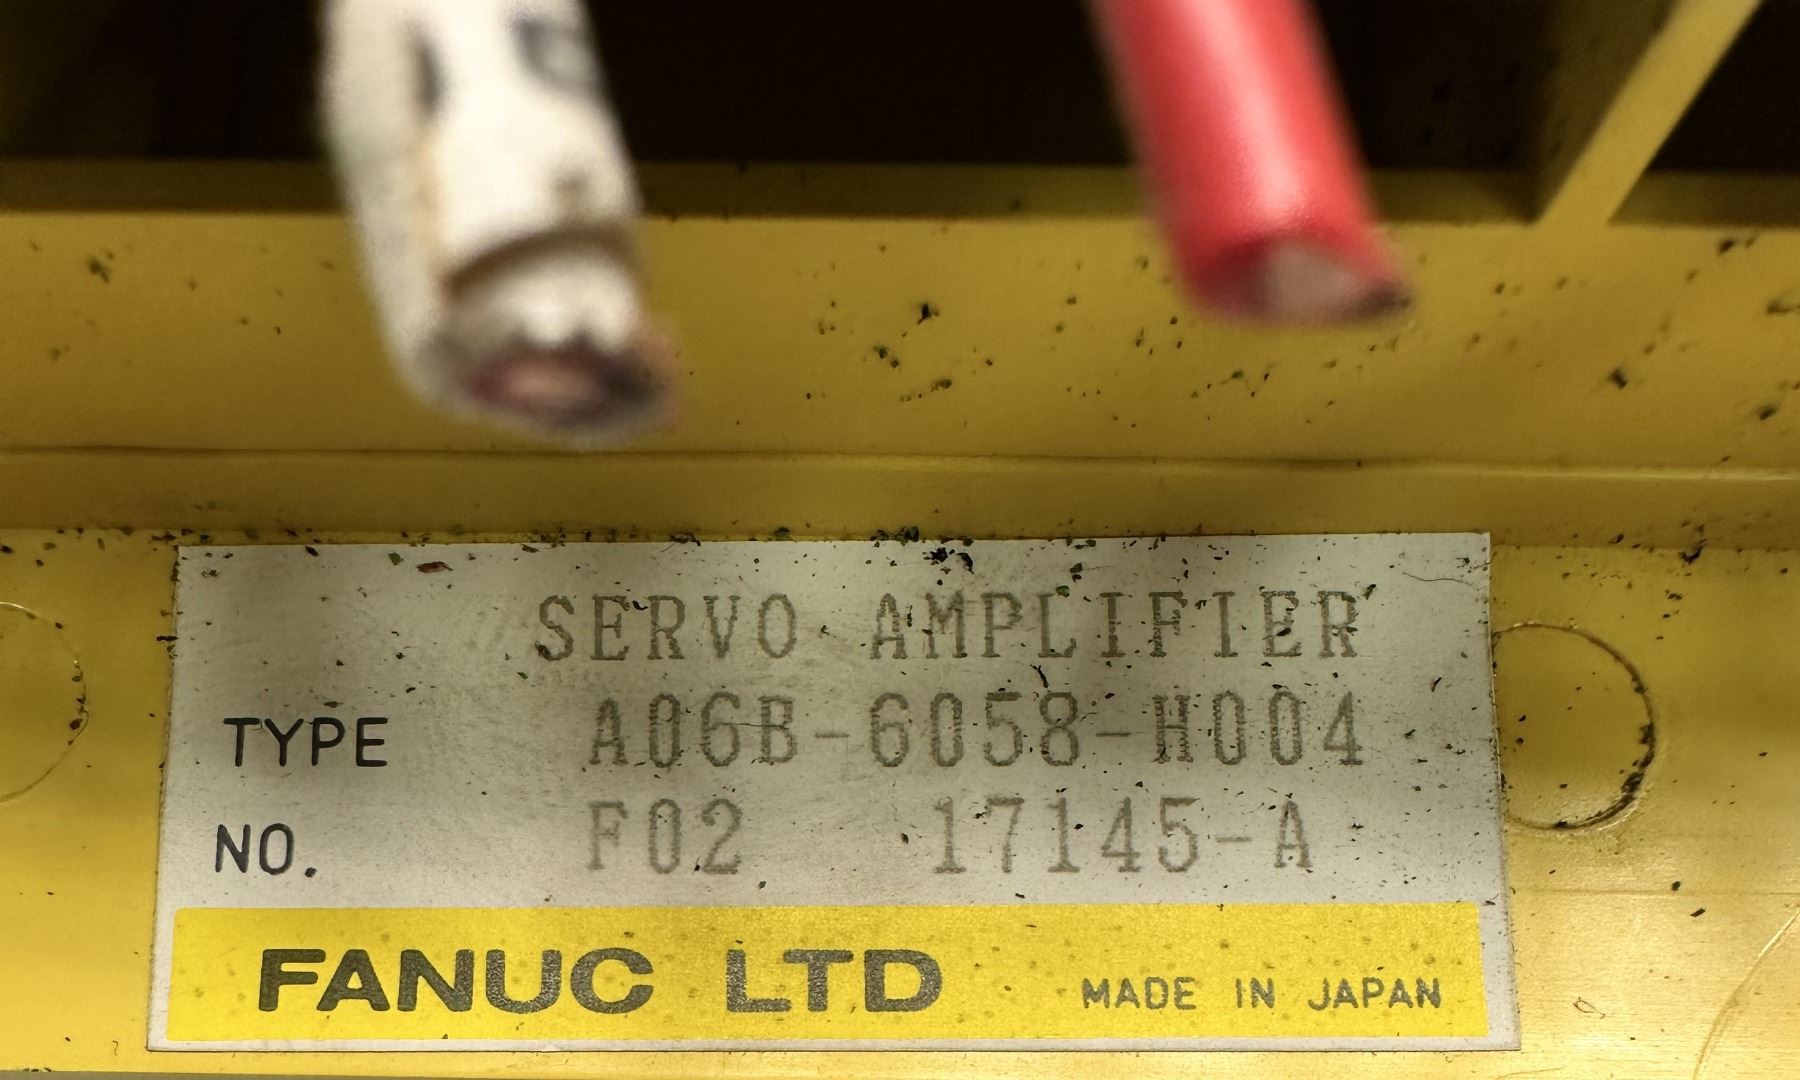 SERVO AMPLIFIER
TYPE A06B-6058-H004
NO. F02 17145-A
FANUC LTD MADE IN JAPAN